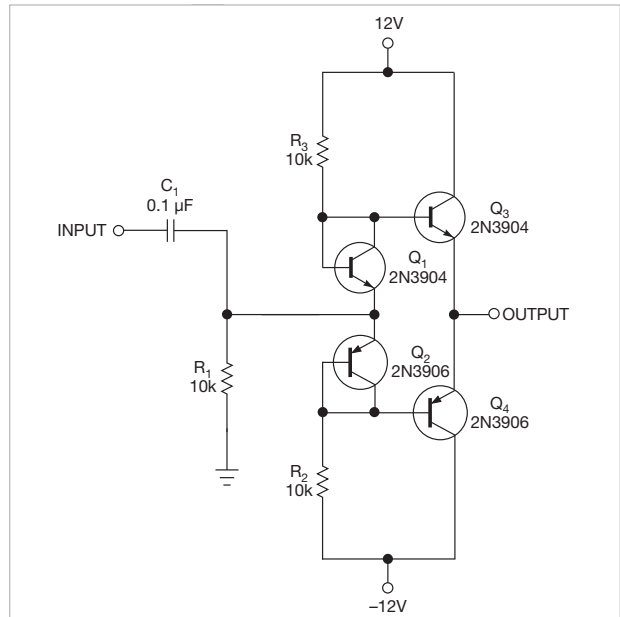 12V
R3
10k
C1
0.1 µF
INPUT
Q3
2N3904
Q1
2N3904
OUTPUT
R1
10k
Q2
2N3906
Q4
2N3906
R2
10k
–12V